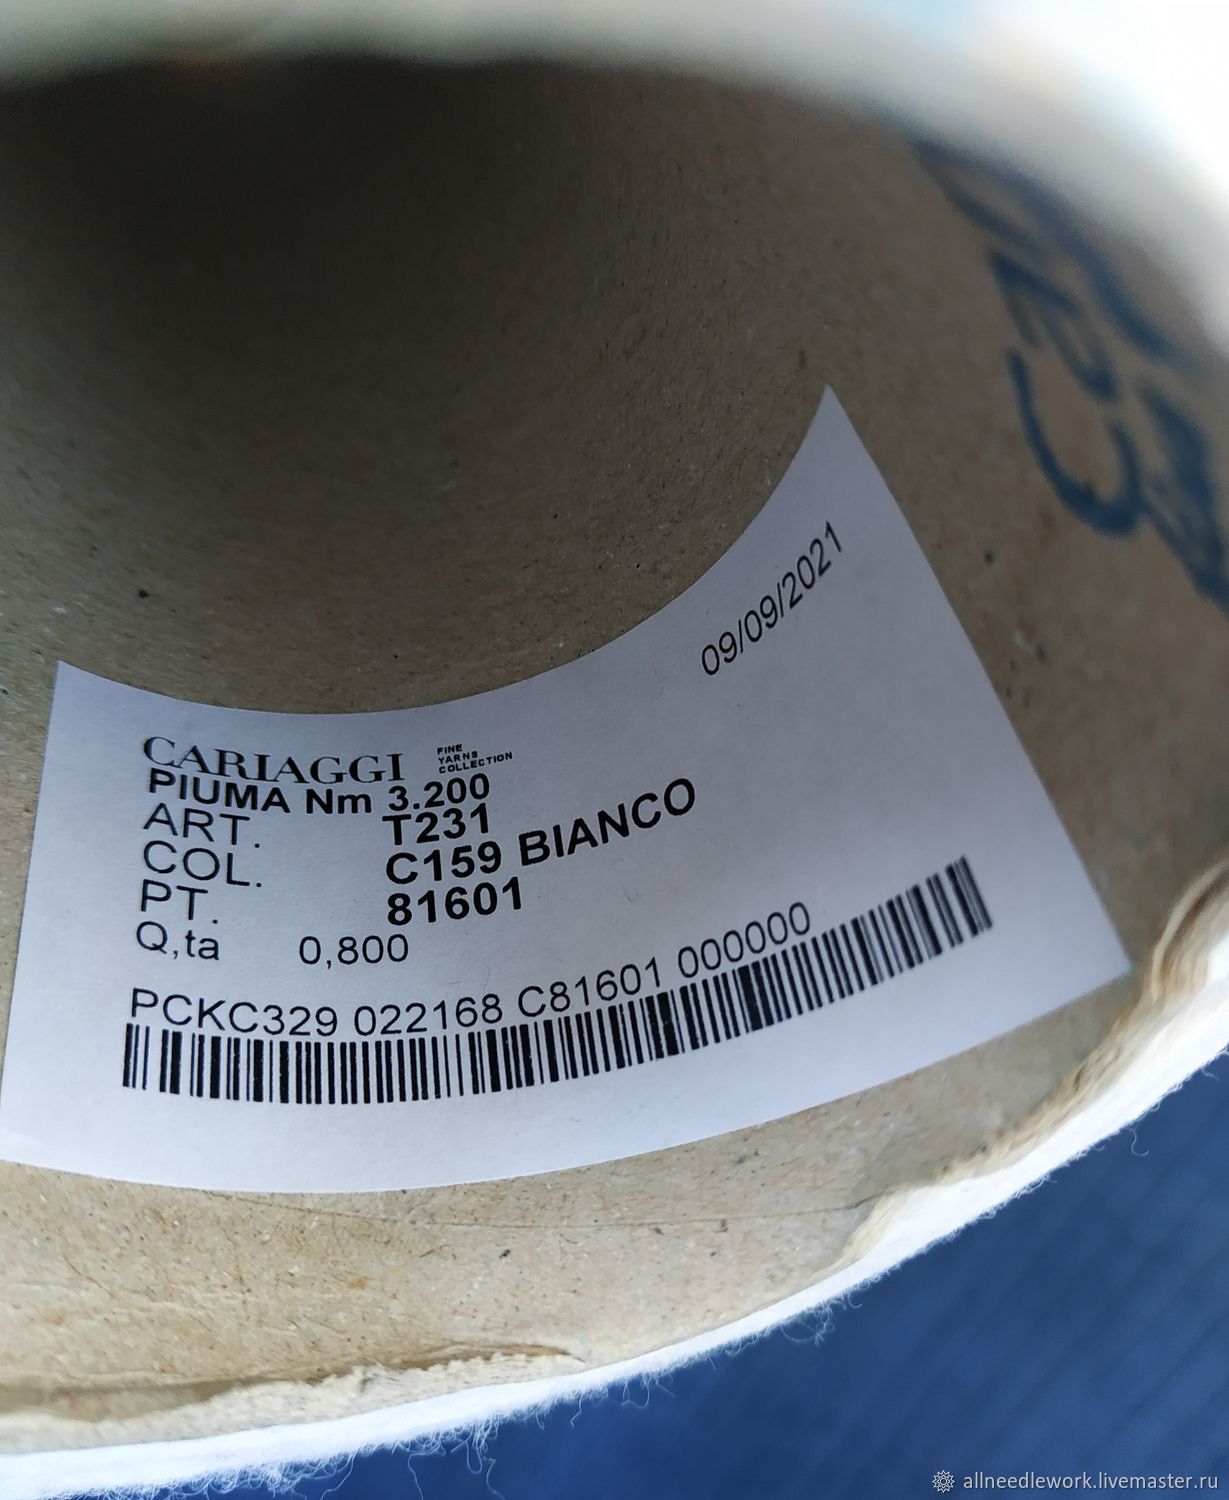 09/09/2021
CARIAGGI FINE YARNS COLLECTION
PIUMA Nm 3.200
ART. T231
COL. C159 BIANCO
PT. 81601
Q,ta 0,800
PCKC329 022168 C81601 000000
allneedlework.livemaster.ru